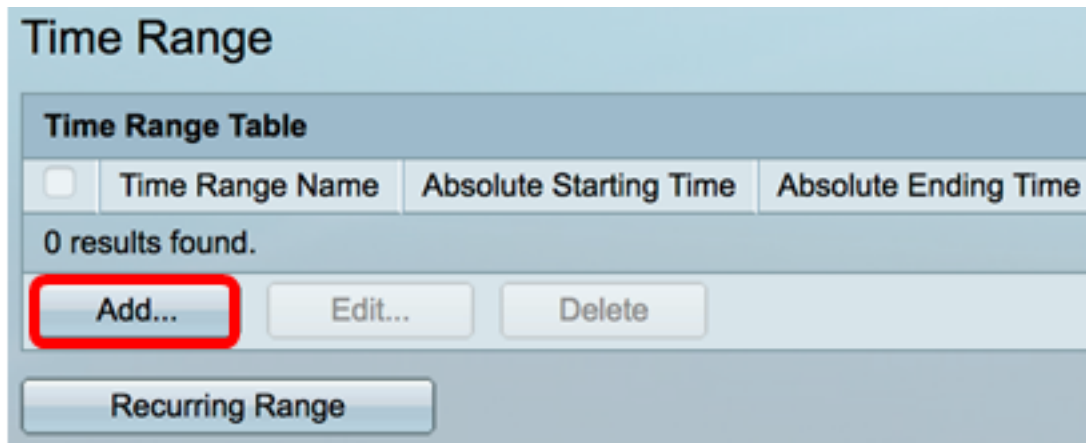 Time Range
Time Range Table
Time Range Name Absolute Starting Time Absolute Ending Time
0 results found.
Add... Edit... Delete
Recurring Range